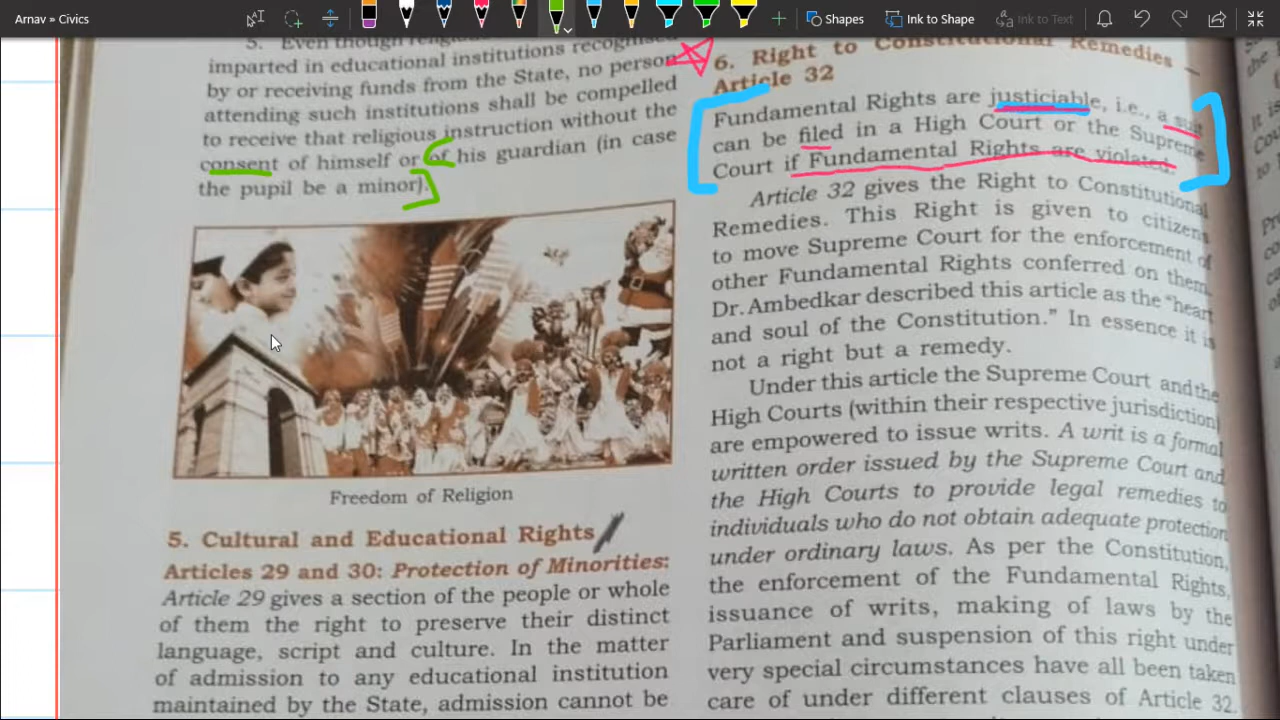 Arnav » Civics
Shapes
Ink to Shape
Ink to Text
5. Even though
imparted in educational institutions recognised
by or receiving funds from the State, no person
attending such institutions shall be compelled
to receive that religious instruction without the
consent of himself or of his guardian (in case
the pupil be a minor).
Freedom of Religion
5. Cultural and Educational Rights
Articles 29 and 30: Protection of Minorities:
Article 29 gives a section of the people or whole
of them the right to preserve their distinct
language, script and culture. In the matter
of admission to any educational institution
maintained by the State, admission cannot be
6. Right to Constitutional Remedies –
Article 32
Fundamental Rights are justiciable, i.e., a suit
can be filed in a High Court or the Supreme
Court if Fundamental Rights are violated.
Article 32 gives the Right to Constitutional
Remedies. This Right is given to citizens
to move Supreme Court for the enforcement of
other Fundamental Rights conferred on them.
Dr. Ambedkar described this article as the "heart
and soul of the Constitution." In essence it is
not a right but a remedy.
Under this article the Supreme Court and the
High Courts (within their respective jurisdiction)
are empowered to issue writs. A writ is a formal
written order issued by the Supreme Court and
the High Courts to provide legal remedies to
individuals who do not obtain adequate protection
under ordinary laws. As per the Constitution,
the enforcement of the Fundamental Rights,
issuance of writs, making of laws by the
Parliament and suspension of this right under
very special circumstances have all been taken
care of under different clauses of Article 32.